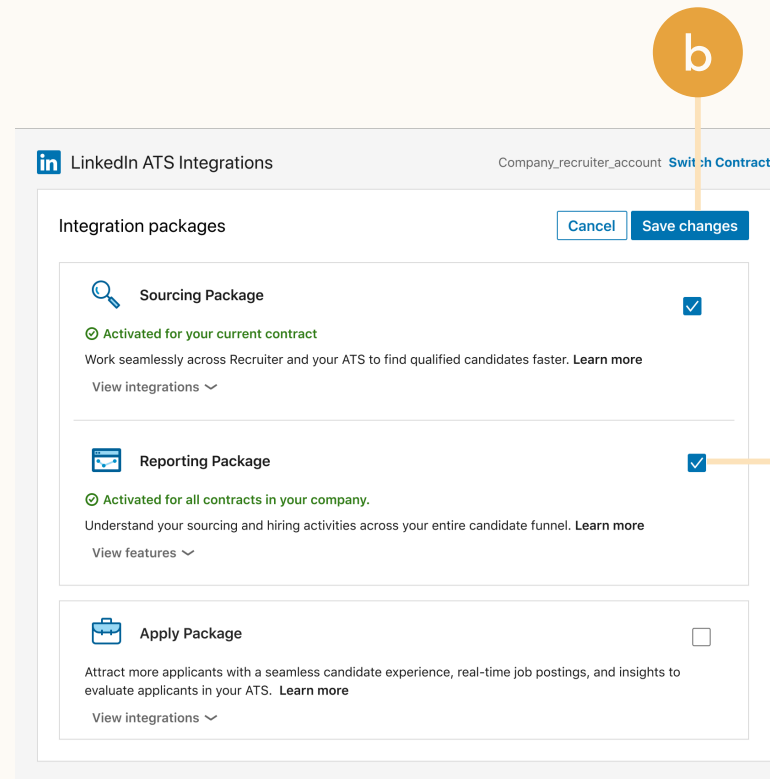 b
in LinkedIn ATS Integrations
Company_recruiter_account Switch Contract
Integration packages
Cancel Save changes
Sourcing Package
Activated for your current contract
Work seamlessly across Recruiter and your ATS to find qualified candidates faster. Learn more
View integrations
Reporting Package
Activated for all contracts in your company.
Understand your sourcing and hiring activities across your entire candidate funnel. Learn more
View features
Apply Package
Attract more applicants with a seamless candidate experience, real-time job postings, and insights to
evaluate applicants in your ATS. Learn more
View integrations